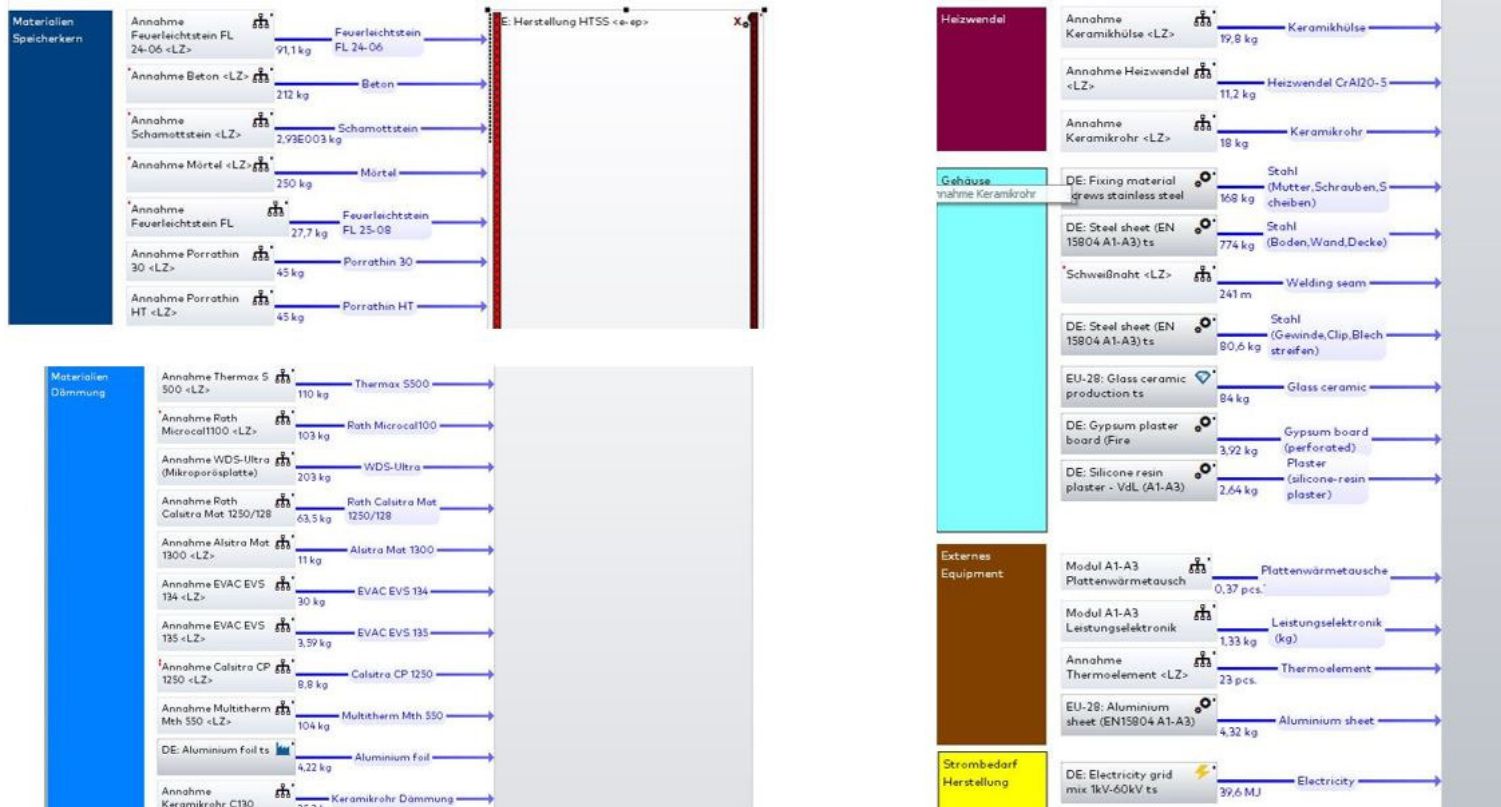 Materialien
Speicherkern
Annahme
Feuerleichtstein FL
24-06 <LZ>
91,1 kg
Feuerleichtstein
FL 24-06
Annahme Beton <LZ>
212 kg
Beton
Annahme
Schamottstein <LZ>
2,93E003 kg
Schamottstein
Annahme Mörtel <LZ>
250 kg
Mörtel
Annahme
Feuerleichtstein FL
27,7 kg
Feuerleichtstein
FL 25-08
Annahme Porrathin
30 <LZ>
45 kg
Porrathin 30
Annahme Porrathin
HT <LZ>
45 kg
Porrathin HT
E: Herstellung HTSS <e-ep>
X
Materialien
Dämmung
Annahme Thermax S
500 <LZ>
110 kg
Thermax S500
Annahme Rath
Microcal1100 <LZ>
103 kg
Rath Microcal100
Annahme WDS-Ultra
(Mikroporösplatte)
203 kg
WDS-Ultra
Annahme Rath
Calsitra Mat 1250/128
63,5 kg
Rath Calsitra Mat
1250/128
Annahme Alsitra Mat
1300 <LZ>
11 kg
Alsitra Mat 1300
Annahme EVAC EVS
134 <LZ>
30 kg
EVAC EVS 134
Annahme EVAC EVS
135 <LZ>
3,59 kg
EVAC EVS 135
Annahme Calsitra CP
1250 <LZ>
8,8 kg
Calsitra CP 1250
Annahme Multitherm
Mth 550 <LZ>
104 kg
Multitherm Mth 550
DE: Aluminium foil ts
4,22 kg
Aluminium foil
Annahme
Keramikrohr C130
Keramikrohr Dämmung
Heizwendel
Annahme
Keramikhülse <LZ>
19,8 kg
Keramikhülse
Annahme Heizwendel
<LZ>
11,2 kg
Heizwendel CrAl20-5
Annahme
Keramikrohr <LZ>
18 kg
Keramikrohr
Gehäuse
nnahme Keramikrohr
DE: Fixing material
screws stainless steel
168 kg
Stahl
(Mutter,Schrauben,S
cheiben)
DE: Steel sheet (EN
15804 A1-A3) ts
774 kg
Stahl
(Boden,Wand,Decke)
Schweißnaht <LZ>
241 m
Welding seam
DE: Steel sheet (EN
15804 A1-A3) ts
80,6 kg
Stahl
(Gewinde,Clip,Blech
streifen)
EU-28: Glass ceramic
production ts
84 kg
Glass ceramic
DE: Gypsum plaster
board (Fire
3,92 kg
Gypsum board
(perforated)
DE: Silicone resin
plaster - VdL (A1-A3)
2,64 kg
Plaster
(silicone-resin
plaster)
Externes
Equipment
Modul A1-A3
Plattenwärmetausch
0,37 pcs.
Plattenwärmetausche
Modul A1-A3
Leistungselektronik
1,33 kg
Leistungselektronik
(kg)
Annahme
Thermoelement <LZ>
23 pcs.
Thermoelement
EU-28: Aluminium
sheet (EN15804 A1-A3)
4,32 kg
Aluminium sheet
Strombedarf
Herstellung
DE: Electricity grid
mix 1kV-60kV ts
39,6 MJ
Electricity